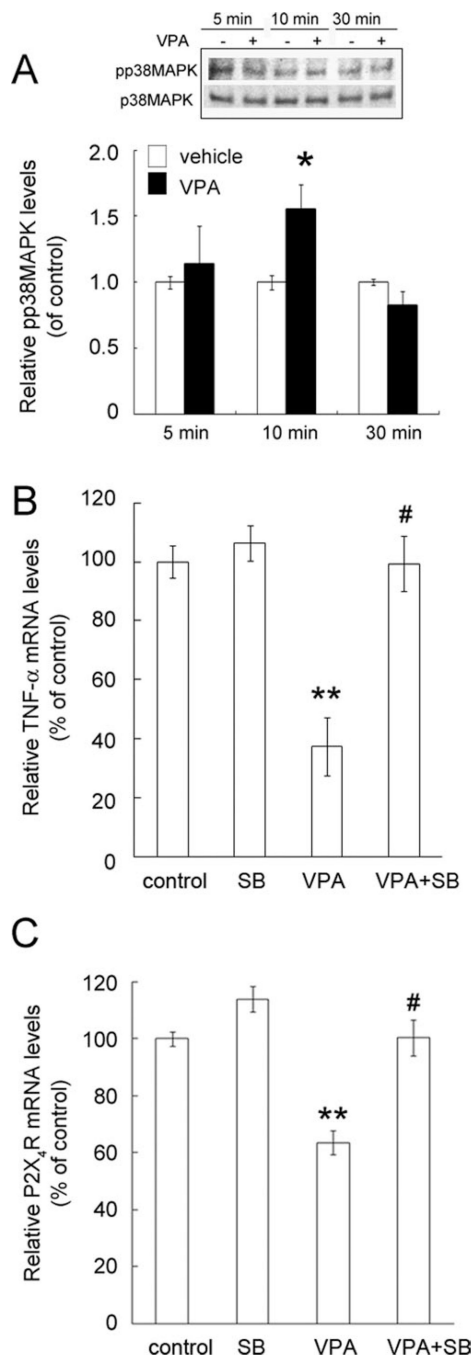 5 min 10 min 30 min
VPA - + - + - +
A
pp38MAPK
p38MAPK
vehicle
VPA
2.0
1.5
1.0
0.5
0
*
Relative pp38MAPK levels
(of control)
5 min 10 min 30 min
B
120
100
80
60
40
20
0
#
**
Relative TNF-α mRNA levels
(% of control)
control SB VPA VPA+SB
C
120
100
80
60
40
20
0
#
**
Relative P2X₄R mRNA levels
(% of control)
control SB VPA VPA+SB